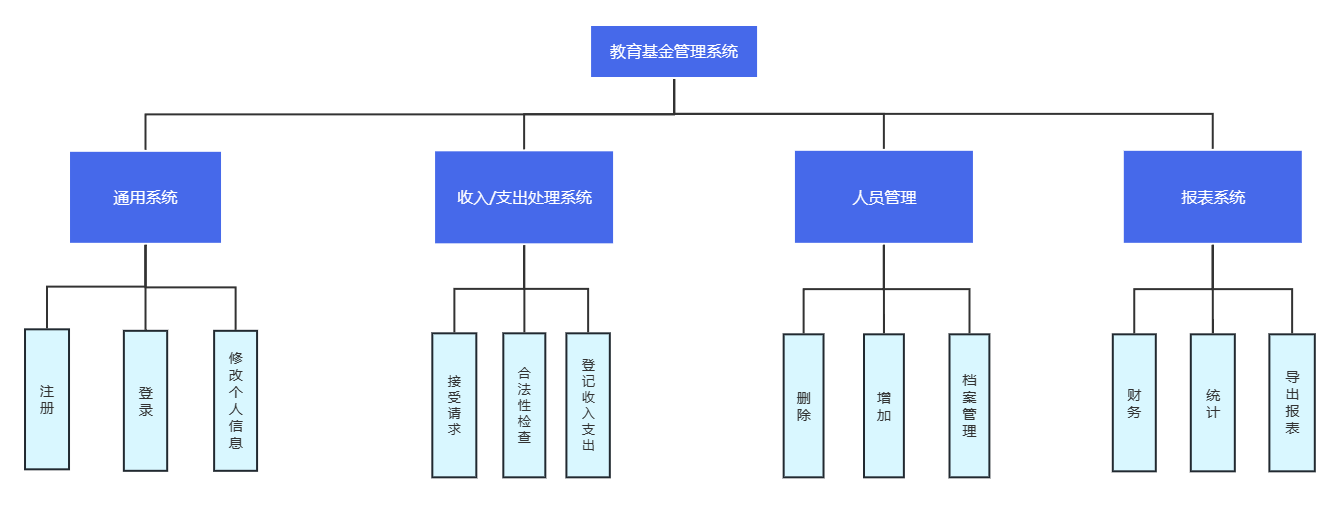 教育基金管理系统
通用系统
收入/支出处理系统
人员管理
报表系统
注册
登录
修改个人信息
接受请求
合法性检查
登记收入支出
删除
增加
档案管理
财务
统计
导出报表